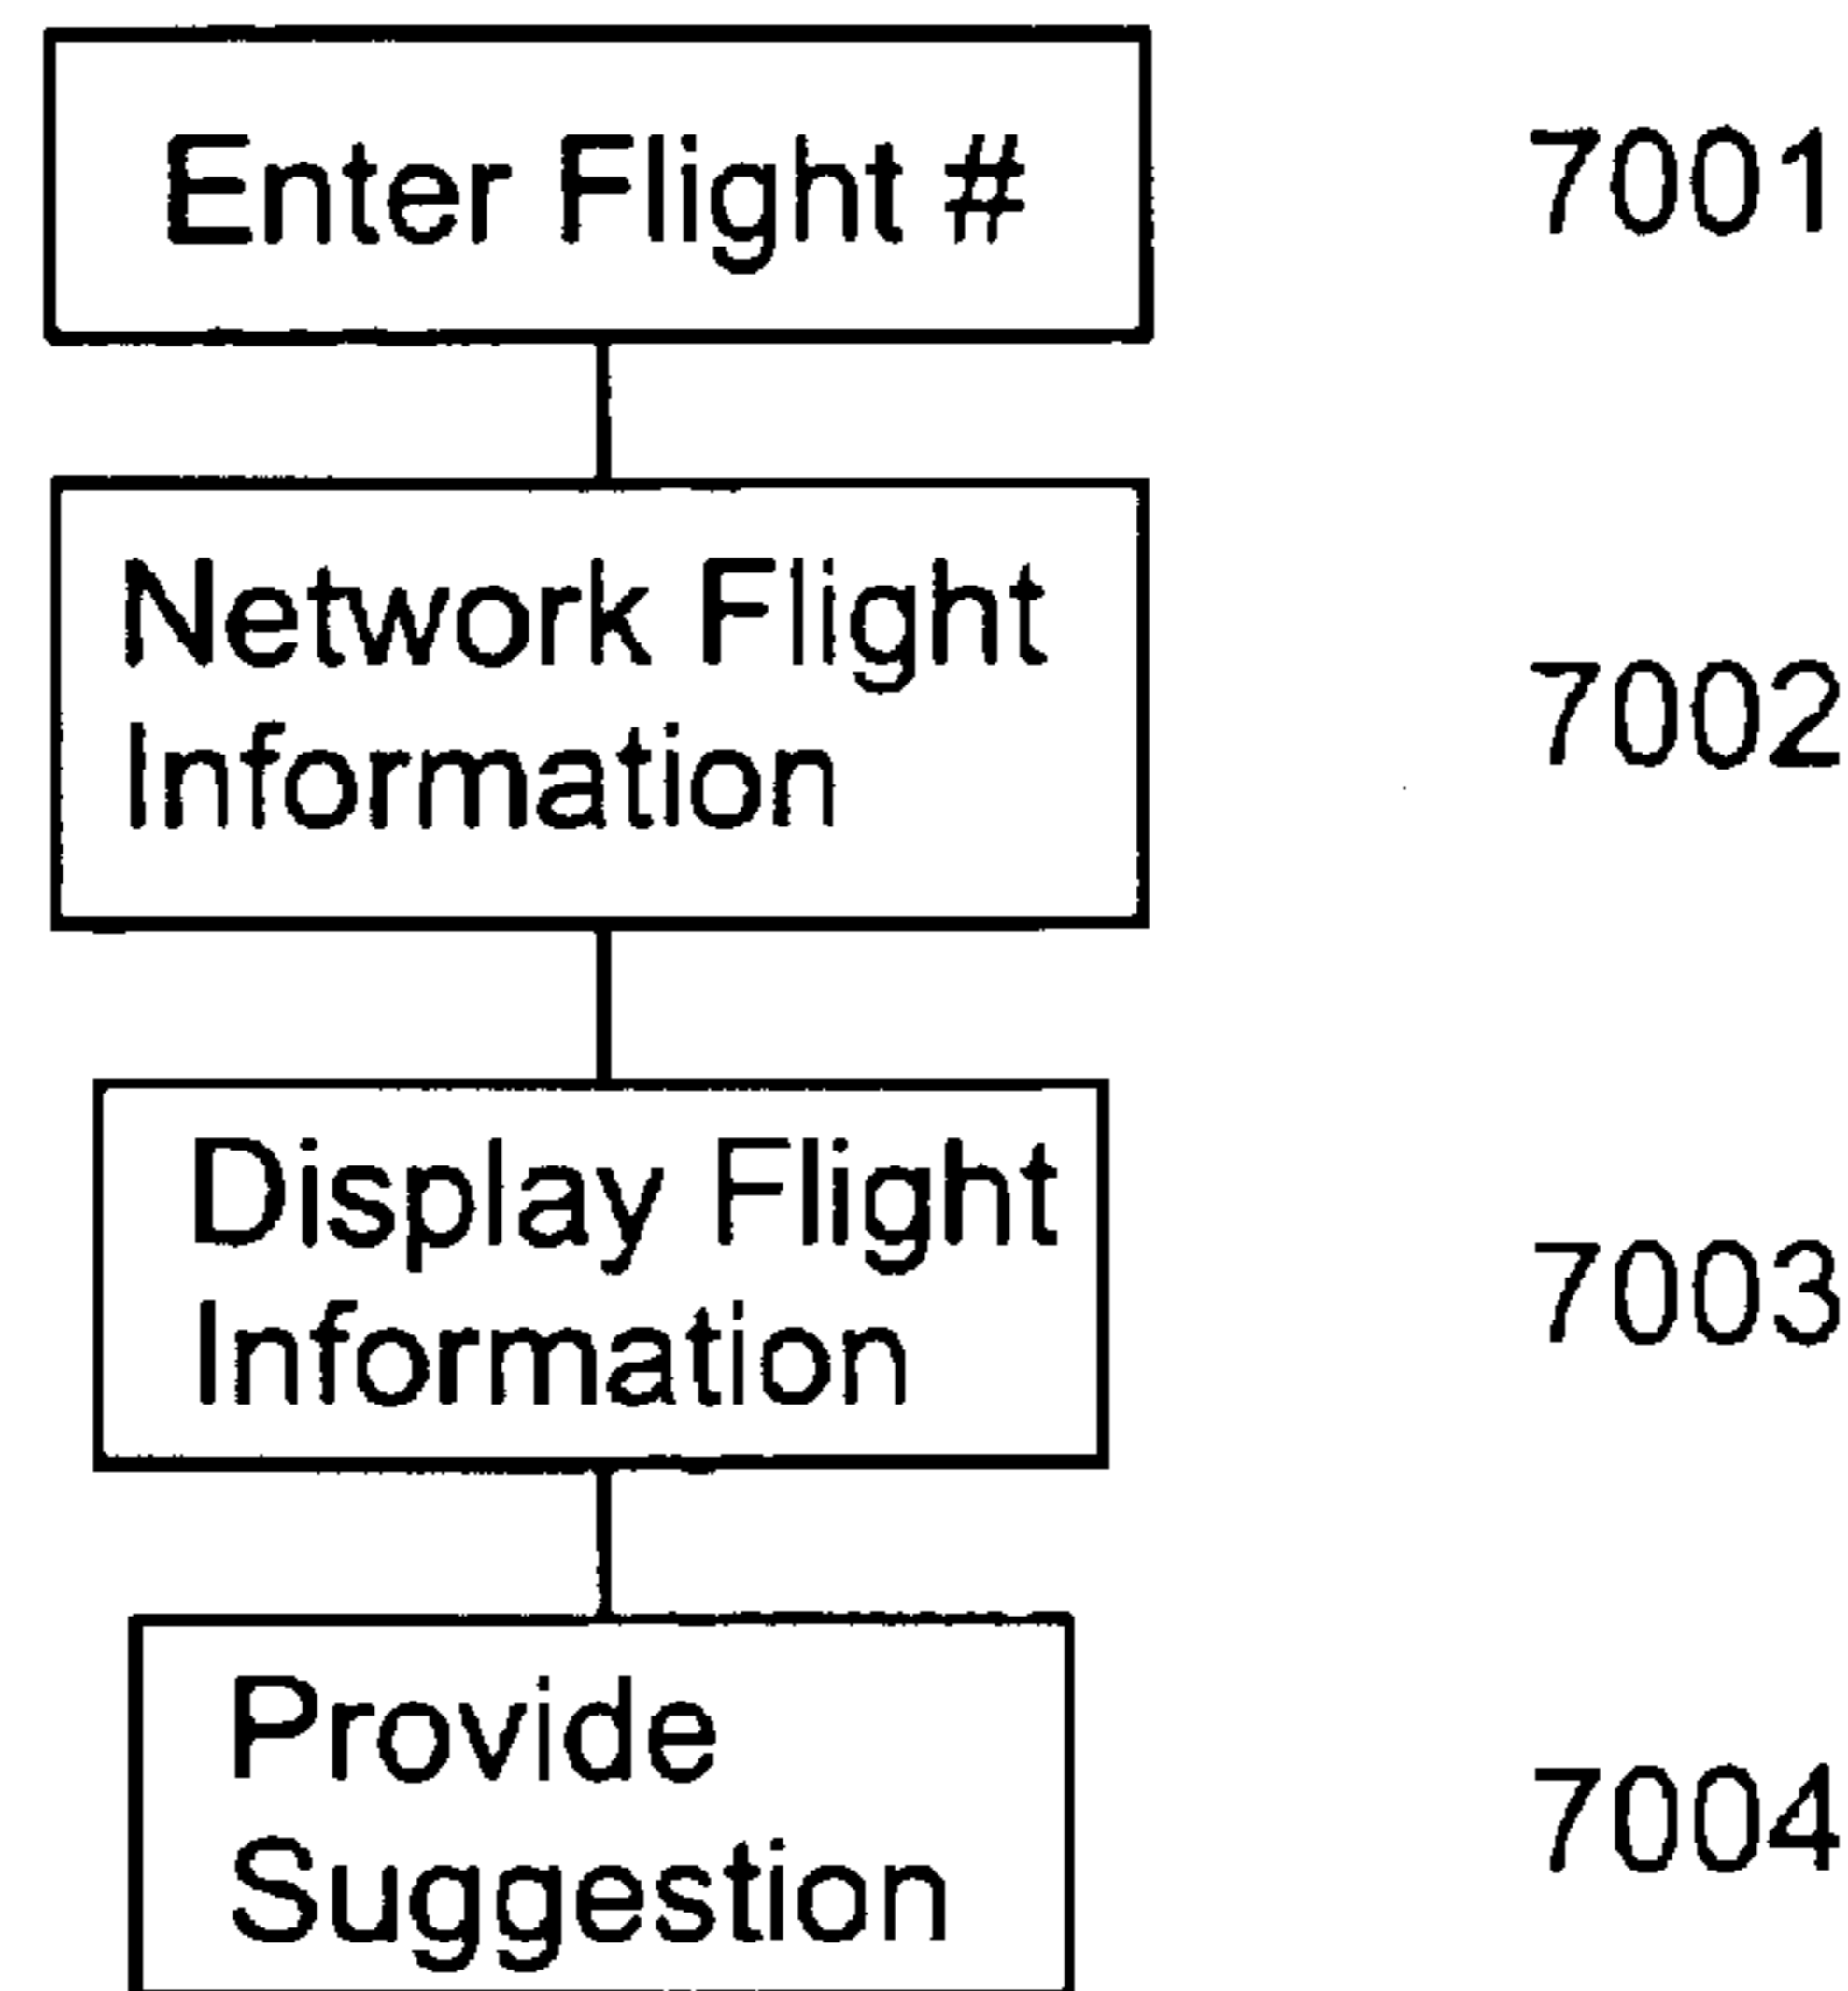 Enter Flight # 7001
Network Flight
Information 7002
Display Flight
Information 7003
Provide
Suggestion 7004